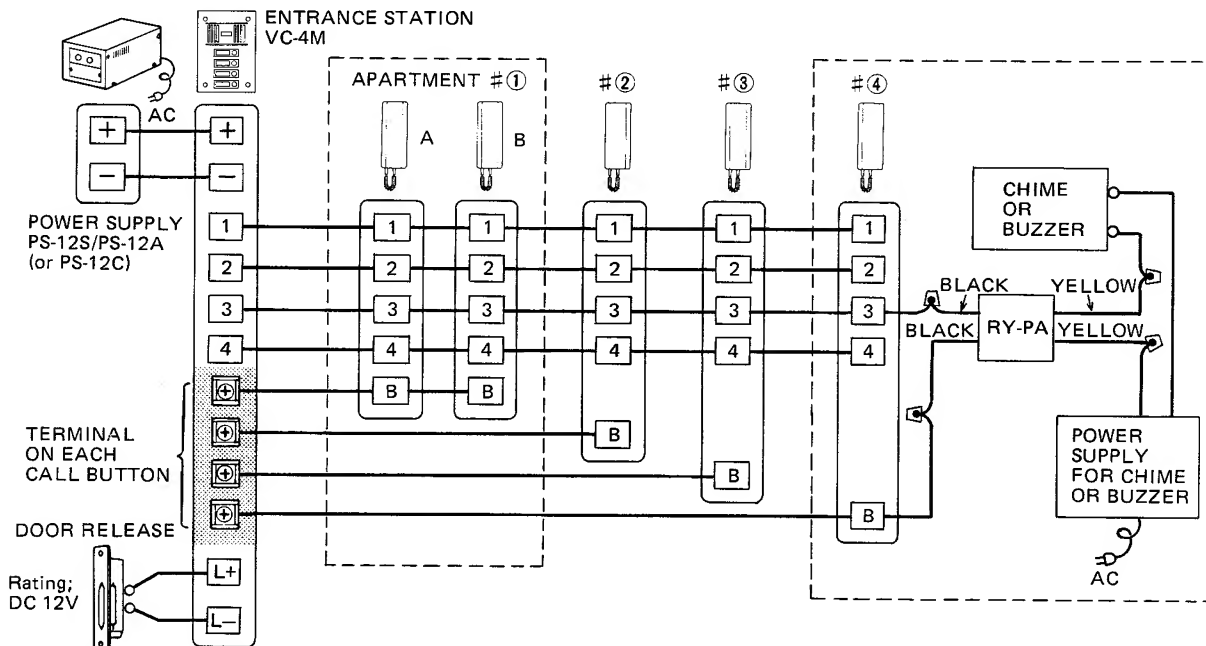 ENTRANCE STATION
VC-4M
AC
+
+
−
−
POWER SUPPLY
PS-12S/PS-12A
(or PS-12C)
APARTMENT #①
#②
#③
#④
A
B
1 1 1 1 1 1
2 2 2 2 2 2
3 3 3 3 3 3
4 4 4 4 4 4
B B
B
B
B
TERMINAL
ON EACH
CALL BUTTON
DOOR RELEASE
Rating;
DC 12V
L+
L−
CHIME
OR
BUZZER
BLACK
YELLOW
BLACK
RY-PA
YELLOW
POWER
SUPPLY
FOR CHIME
OR BUZZER
AC